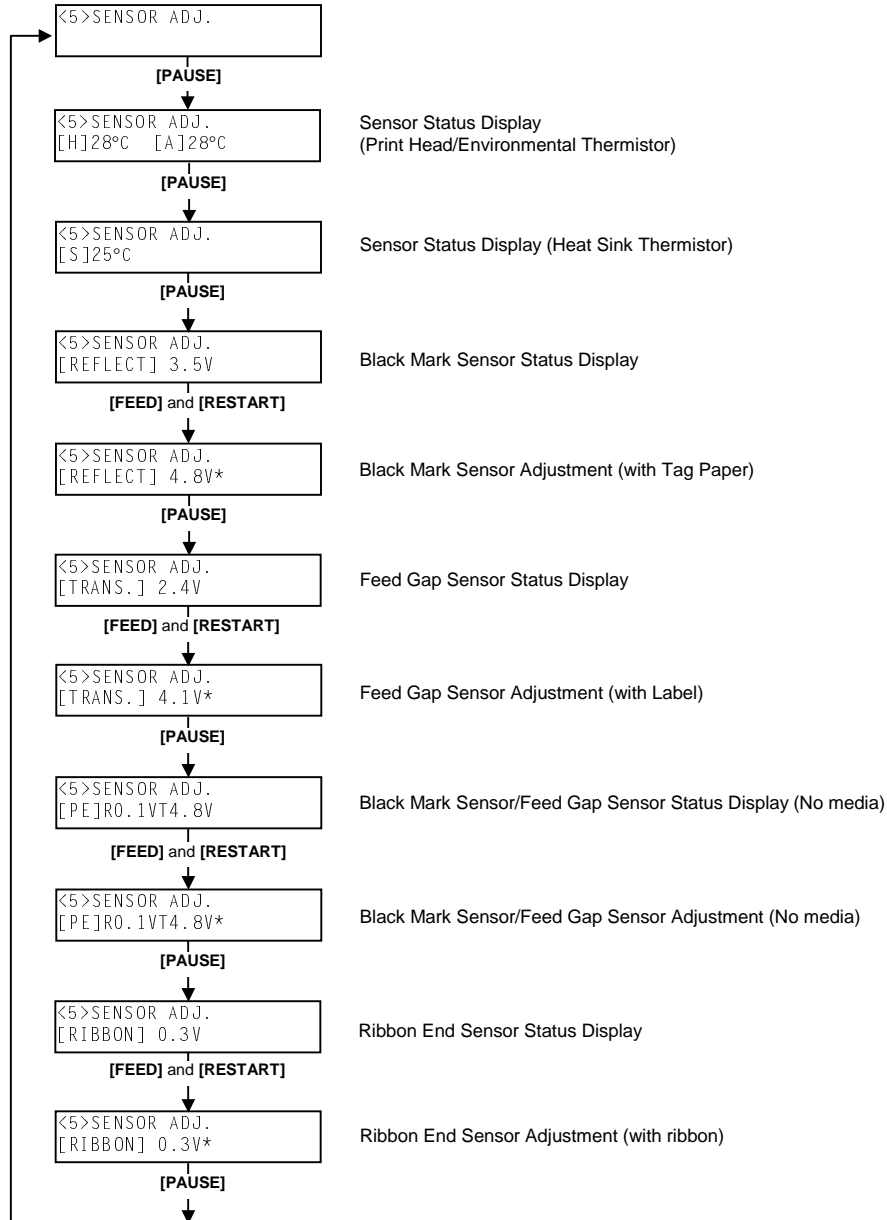 <5>SENSOR ADJ.
[PAUSE]
<5>SENSOR ADJ.
[H]28°C [A]28°C
Sensor Status Display
(Print Head/Environmental Thermistor)
[PAUSE]
<5>SENSOR ADJ.
[S]25°C
Sensor Status Display (Heat Sink Thermistor)
[PAUSE]
<5>SENSOR ADJ.
[REFLECT] 3.5V
Black Mark Sensor Status Display
[FEED] and [RESTART]
<5>SENSOR ADJ.
[REFLECT] 4.8V*
Black Mark Sensor Adjustment (with Tag Paper)
[PAUSE]
<5>SENSOR ADJ.
[TRANS.] 2.4V
Feed Gap Sensor Status Display
[FEED] and [RESTART]
<5>SENSOR ADJ.
[TRANS.] 4.1V*
Feed Gap Sensor Adjustment (with Label)
[PAUSE]
<5>SENSOR ADJ.
[PE]R0.1VT4.8V
Black Mark Sensor/Feed Gap Sensor Status Display (No media)
[FEED] and [RESTART]
<5>SENSOR ADJ.
[PE]R0.1VT4.8V*
Black Mark Sensor/Feed Gap Sensor Adjustment (No media)
[PAUSE]
<5>SENSOR ADJ.
[RIBBON] 0.3V
Ribbon End Sensor Status Display
[FEED] and [RESTART]
<5>SENSOR ADJ.
[RIBBON] 0.3V*
Ribbon End Sensor Adjustment (with ribbon)
[PAUSE]